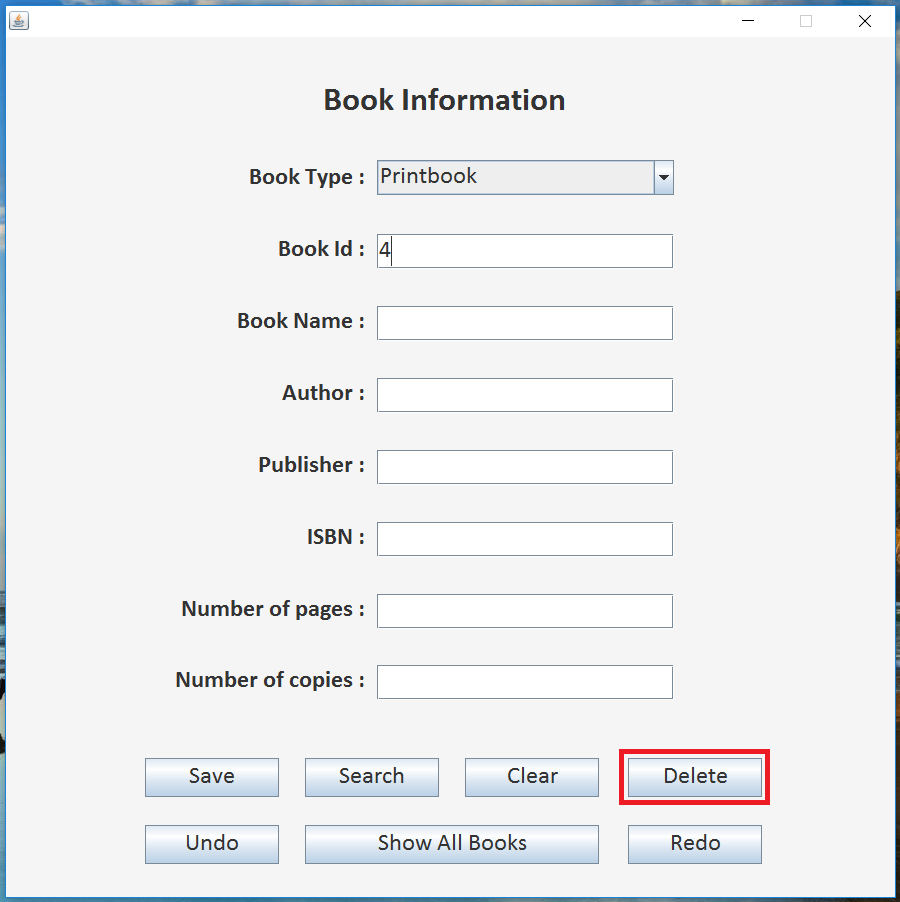 Book Information
Book Type : Printbook
Book Id : 4
Book Name :
Author :
Publisher :
ISBN :
Number of pages :
Number of copies :
Save Search Clear Delete
Undo Show All Books Redo